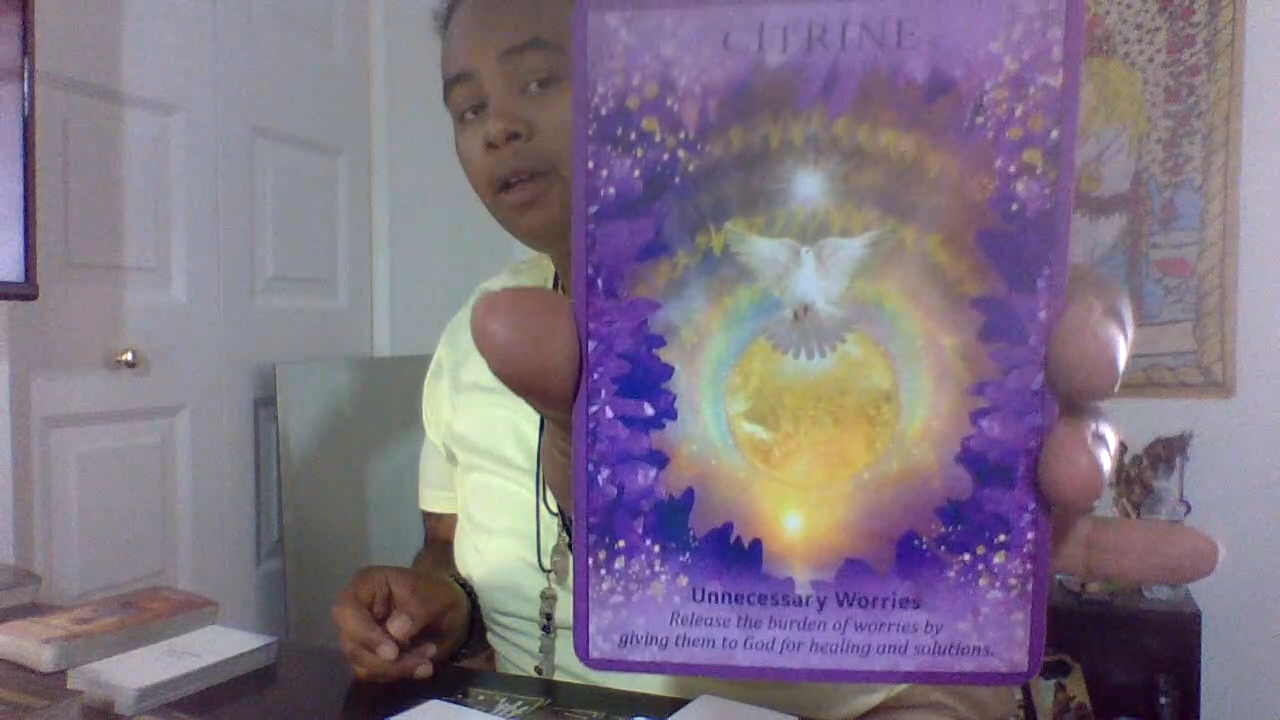 CITRINE
Unnecessary Worries
Release the burden of worries by
giving them to God for healing and solutions.